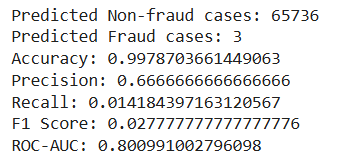 Predicted Non-fraud cases: 65736
Predicted Fraud cases: 3
Accuracy: 0.9978703661449063
Precision: 0.6666666666666666
Recall: 0.014184397163120567
F1 Score: 0.027777777777777776
ROC-AUC: 0.800991002796098